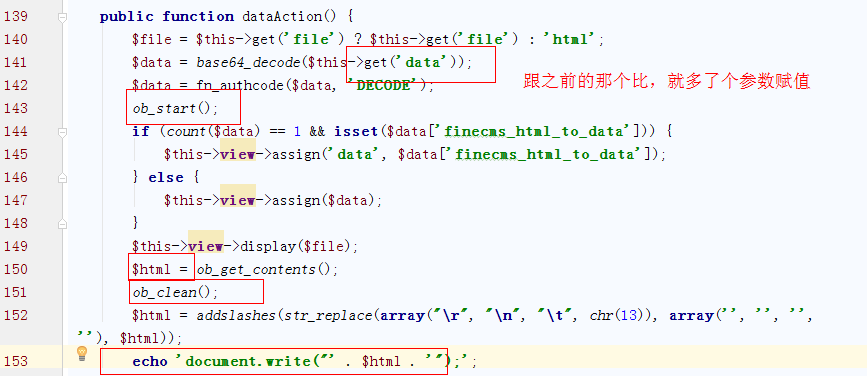 139 public function dataAction() {
140 $file = $this->get('file') ? $this->get('file') : 'html';
141 $data = base64_decode($this->get('data'));
142 $data = fn_authcode($data, 'DECODE');
跟之前的那个比，就多了个参数赋值
143 ob_start();
144 if (count($data) == 1 && isset($data['finecms_html_to_data'])) {
145 $this->view->assign('data', $data['finecms_html_to_data']);
146 } else {
147 $this->view->assign($data);
148 }
149 $this->view->display($file);
150 $html = ob_get_contents();
151 ob_clean();
152 $html = addslashes(str_replace(array("\r", "\n", "\t", chr(13)), array('', '', '',
''), $html));
153 echo 'document.write("' . $html . '");';